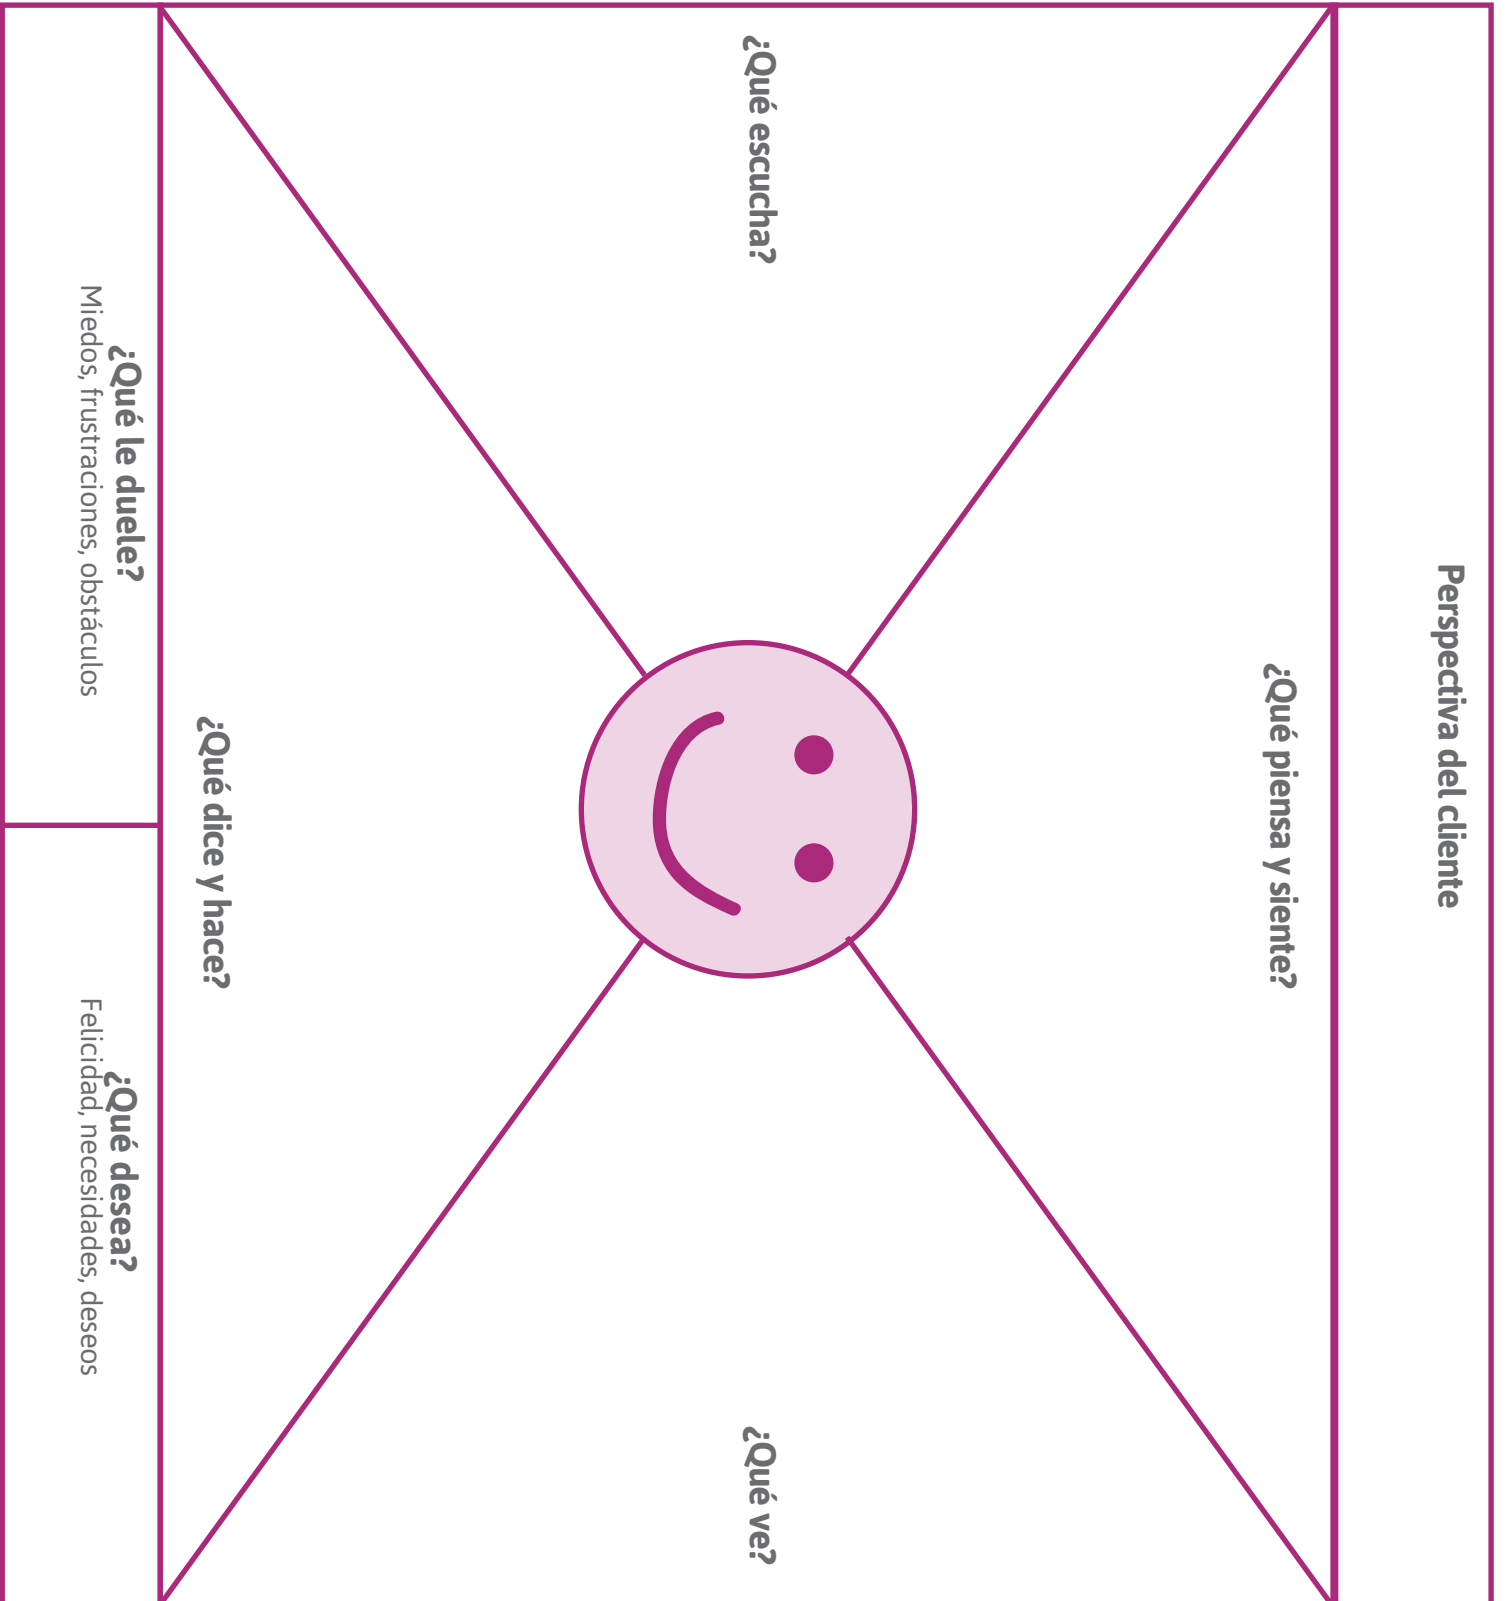 Perspectiva del cliente
¿Qué piensa y siente?
¿Qué escucha?
¿Qué ve?
¿Qué dice y hace?
¿Qué le duele?
Miedos, frustraciones, obstáculos
¿Qué desea?
Felicidad, necesidades, deseos